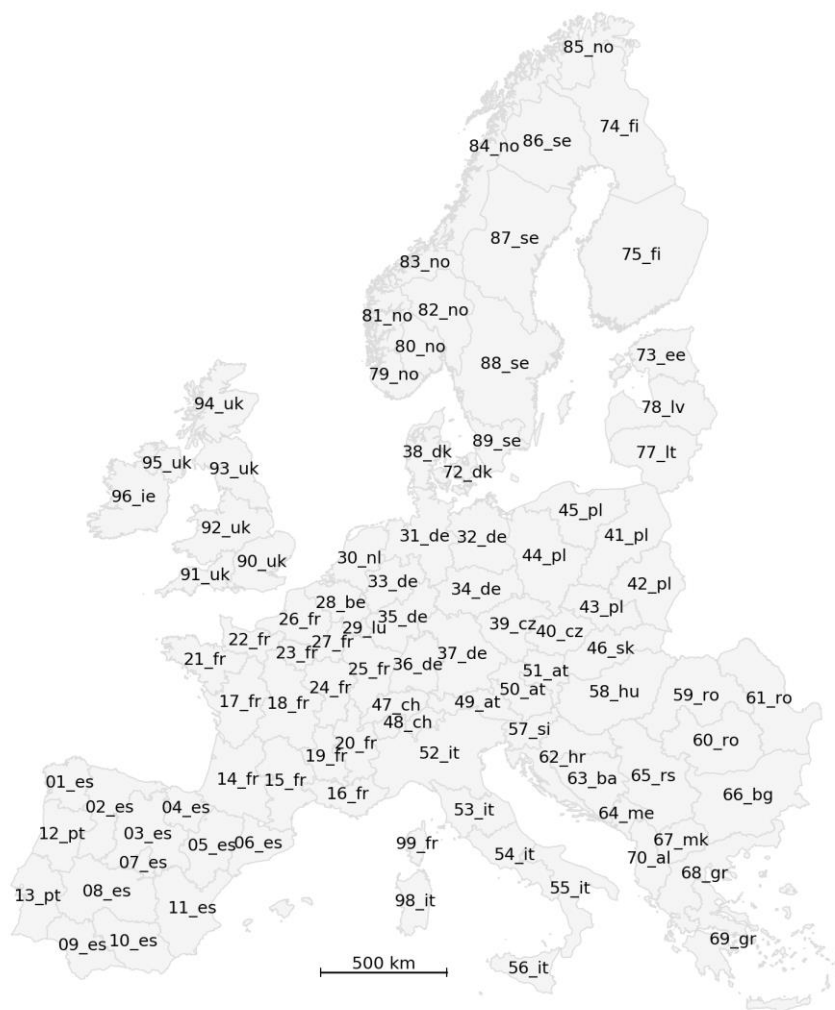 85_no
74_fi
84_no
86_se
87_se
75_fi
83_no
82_no
81_no
80_no
73_ee
88_se
79_no
94_uk
78_lv
89_se
38_dk
77_lt
95_uk
93_uk
72_dk
96_ie
45_pl
92_uk
31_de
32_de
41_pl
44_pl
30_nl
90_uk
91_uk
33_de
42_pl
34_de
28_be
43_pl
26_fr
35_de
39_cz
29_lu
40_cz
22_fr
27_fr
46_sk
23_fr
37_de
21_fr
36_de
25_fr
51_at
24_fr
50_at
58_hu
59_ro
61_ro
17_fr
18_fr
49_at
47_ch
48_ch
57_si
60_ro
20_fr
52_it
19_fr
62_hr
14_fr
15_fr
63_ba
65_rs
01_es
16_fr
66_bg
02_es
04_es
53_it
64_me
12_pt
03_es
67_mk
05_es
06_es
99_fr
54_it
70_al
07_es
68_gr
08_es
55_it
13_pt
98_it
11_es
69_gr
09_es
10_es
500 km
56_it